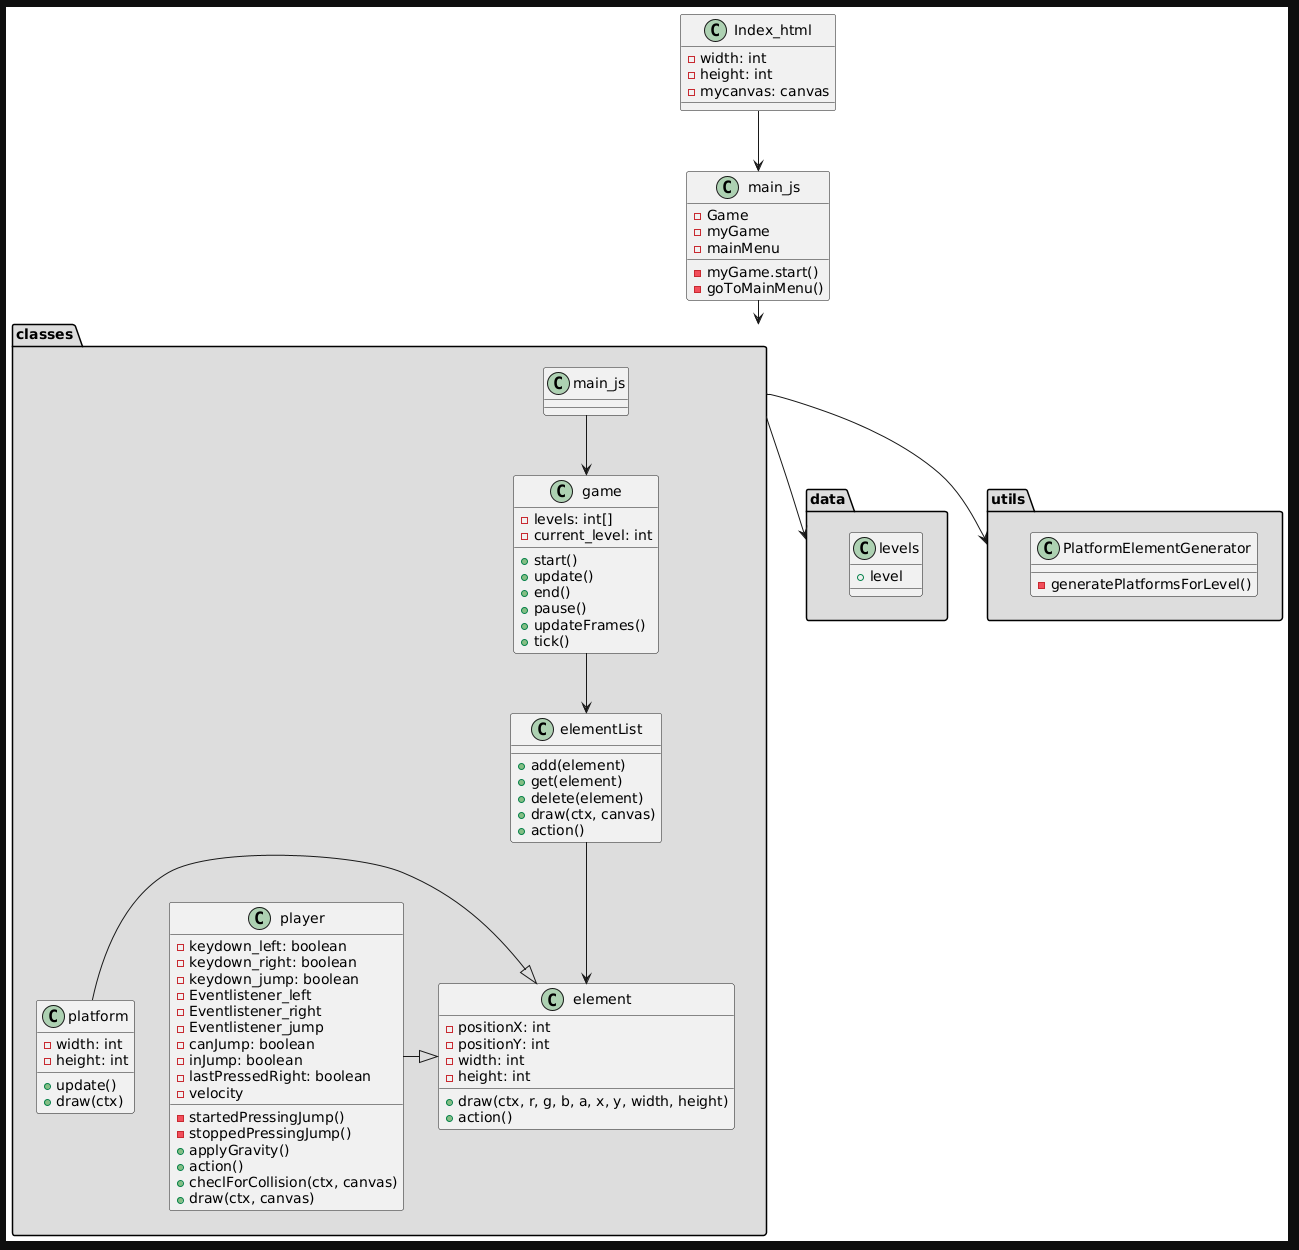 C Index_html
width: int
height: int
mycanvas: canvas
C main_js
Game
myGame
mainMenu
myGame.start()
goToMainMenu()
classes
C main_js
C game
levels: int[]
current_level: int
start()
update()
end()
pause()
updateFrames()
tick()
data
C levels
level
utils
C PlatformElementGenerator
generatePlatformsForLevel()
C elementList
add(element)
get(element)
delete(element)
draw(ctx, canvas)
action()
C platform
width: int
height: int
update()
draw(ctx)
C player
keydown_left: boolean
keydown_right: boolean
keydown_jump: boolean
Eventlistener_left
Eventlistener_right
Eventlistener_jump
canJump: boolean
inJump: boolean
lastPressedRight: boolean
velocity
startedPressingJump()
stoppedPressingJump()
applyGravity()
action()
checlForCollision(ctx, canvas)
draw(ctx, canvas)
C element
positionX: int
positionY: int
width: int
height: int
draw(ctx, r, g, b, a, x, y, width, height)
action()